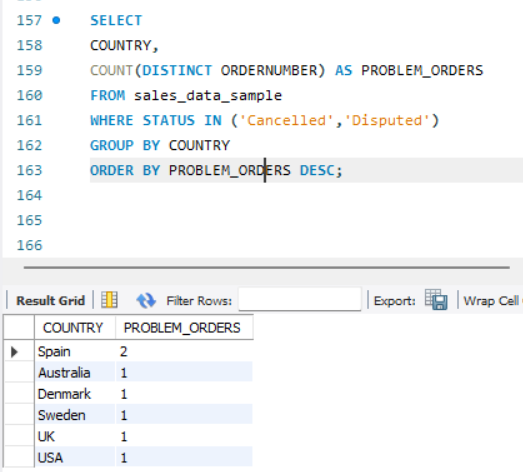 157 SELECT
158 COUNTRY,
159 COUNT(DISTINCT ORDERNUMBER) AS PROBLEM_ORDERS
160 FROM sales_data_sample
161 WHERE STATUS IN ('Cancelled','Disputed')
162 GROUP BY COUNTRY
163 ORDER BY PROBLEM_ORDERS DESC;
164
165
166
Result Grid Filter Rows: Export: Wrap Cell
COUNTRY PROBLEM_ORDERS
Spain 2
Australia 1
Denmark 1
Sweden 1
UK 1
USA 1